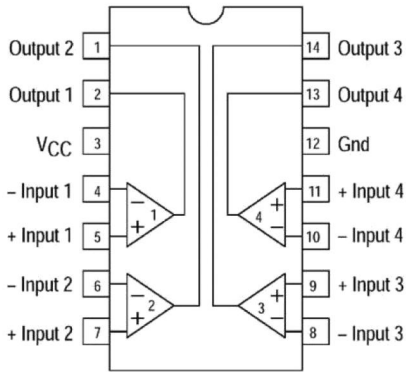 Output 2 1 14 Output 3
Output 1 2 13 Output 4
VCC 3 12 Gnd
– Input 1 4 – 11 + Input 4
1 + 4
+ Input 1 5 + – 10 – Input 4
– Input 2 6 – + 9 + Input 3
2 3
+ Input 2 7 + – 8 – Input 3